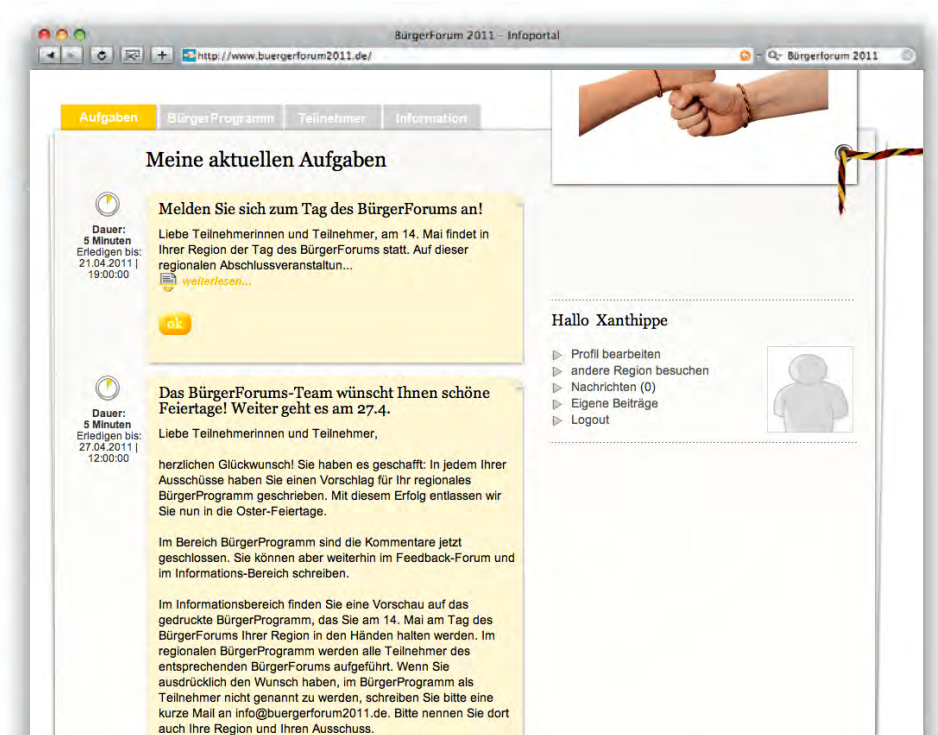 BürgerForum 2011 – Infoportal
http://www.buergerforum2011.de/
Bürgerforum 2011
Aufgaben BürgerProgramm Teilnehmer Information
Meine aktuellen Aufgaben
Dauer:
5 Minuten
Erledigen bis:
21.04.2011 |
19:00:00
Melden Sie sich zum Tag des BürgerForums an!
Liebe Teilnehmerinnen und Teilnehmer, am 14. Mai findet in
Ihrer Region der Tag des BürgerForums statt. Auf dieser
regionalen Abschlussveranstaltun...
weiterlesen...
ok
Dauer:
5 Minuten
Erledigen bis:
27.04.2011 |
12:00:00
Das BürgerForums-Team wünscht Ihnen schöne
Feiertage! Weiter geht es am 27.4.
Liebe Teilnehmerinnen und Teilnehmer,
herzlichen Glückwunsch! Sie haben es geschafft: In jedem Ihrer
Ausschüsse haben Sie einen Vorschlag für Ihr regionales
BürgerProgramm geschrieben. Mit diesem Erfolg entlassen wir
Sie nun in die Oster-Feiertage.
Im Bereich BürgerProgramm sind die Kommentare jetzt
geschlossen. Sie können aber weiterhin im Feedback-Forum und
im Informations-Bereich schreiben.
Im Informationsbereich finden Sie eine Vorschau auf das
gedruckte BürgerProgramm, das Sie am 14. Mai am Tag des
BürgerForums Ihrer Region in den Händen halten werden. Im
regionalen BürgerProgramm werden alle Teilnehmer des
entsprechenden BürgerForums aufgeführt. Wenn Sie
ausdrücklich den Wunsch haben, im BürgerProgramm als
Teilnehmer nicht genannt zu werden, schreiben Sie bitte eine
kurze Mail an info@buergerforum2011.de. Bitte nennen Sie dort
auch Ihre Region und Ihren Ausschuss.
Hallo Xanthippe
Profil bearbeiten
andere Region besuchen
Nachrichten (0)
Eigene Beiträge
Logout